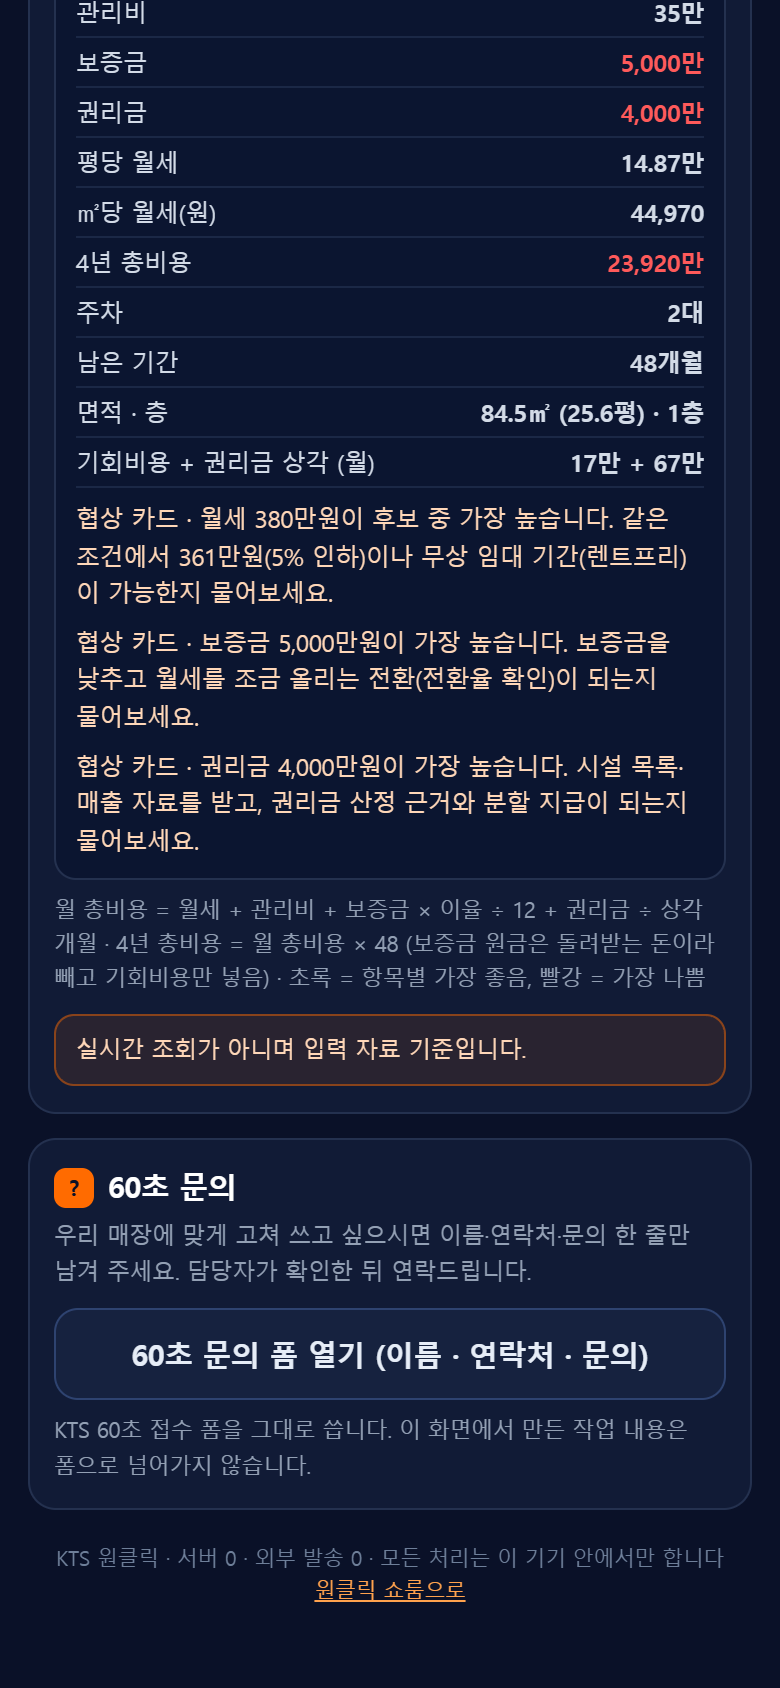 관리비 35만
보증금 5,000만
권리금 4,000만
평당 월세 14.87만
㎡당 월세(원) 44,970
4년 총비용 23,920만
주차 2대
남은 기간 48개월
면적 · 층 84.5㎡ (25.6평) · 1층
기회비용 + 권리금 상각 (월) 17만 + 67만
협상 카드 · 월세 380만원이 후보 중 가장 높습니다. 같은
조건에서 361만원(5% 인하)이나 무상 임대 기간(렌트프리)
이 가능한지 물어보세요.
협상 카드 · 보증금 5,000만원이 가장 높습니다. 보증금을
낮추고 월세를 조금 올리는 전환(전환율 확인)이 되는지
물어보세요.
협상 카드 · 권리금 4,000만원이 가장 높습니다. 시설 목록·
매출 자료를 받고, 권리금 산정 근거와 분할 지급이 되는지
물어보세요.
월 총비용 = 월세 + 관리비 + 보증금 × 이율 ÷ 12 + 권리금 ÷ 상각
개월 · 4년 총비용 = 월 총비용 × 48 (보증금 원금은 돌려받는 돈이라
빼고 기회비용만 넣음) · 초록 = 항목별 가장 좋음, 빨강 = 가장 나쁨
실시간 조회가 아니며 입력 자료 기준입니다.
? 60초 문의
우리 매장에 맞게 고쳐 쓰고 싶으시면 이름·연락처·문의 한 줄만
남겨 주세요. 담당자가 확인한 뒤 연락드립니다.
60초 문의 폼 열기 (이름 · 연락처 · 문의)
KTS 60초 접수 폼을 그대로 씁니다. 이 화면에서 만든 작업 내용은
폼으로 넘어가지 않습니다.
KTS 원클릭 · 서버 0 · 외부 발송 0 · 모든 처리는 이 기기 안에서만 합니다
원클릭 쇼룸으로